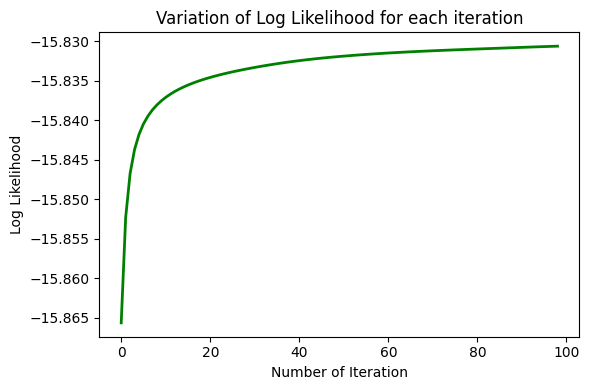 Variation of Log Likelihood for each iteration
−15.830
−15.835
−15.840
−15.845
−15.850
−15.855
−15.860
−15.865
Log Likelihood
0 20 40 60 80 100
Number of Iteration